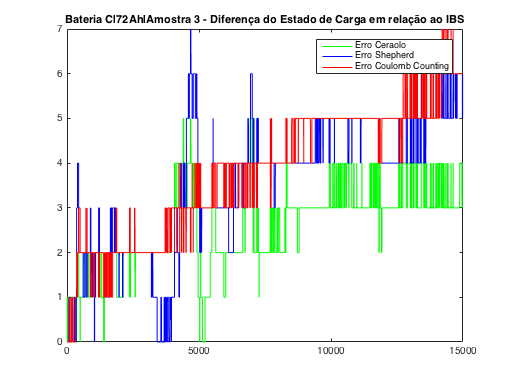 Bateria CI72AhIAmostra 3 - Diferença do Estado de Carga em relação ao IBS
Erro Ceraolo
Erro Shepherd
Erro Coulomb Counting
7
6
5
4
3
2
1
0
0 5000 10000 15000